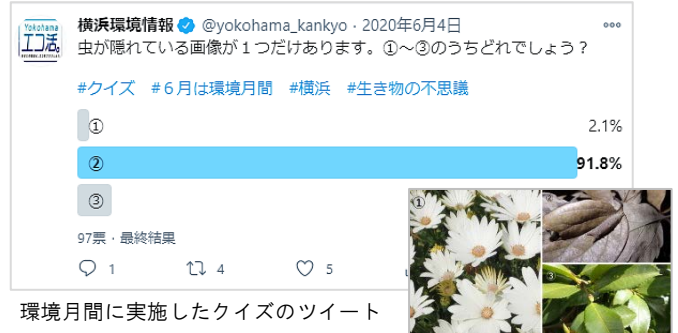 Yokohama
エコ活。
横浜環境情報 @yokohama_kankyo・2020年6月4日
虫が隠れている画像が１つだけあります。①～③のうちどれでしょう？
#クイズ #６月は環境月間 #横浜 #生き物の不思議
① 2.1%
② 91.8%
③
97票・最終結果
1 4 5
①
②
③
環境月間に実施したクイズのツイート